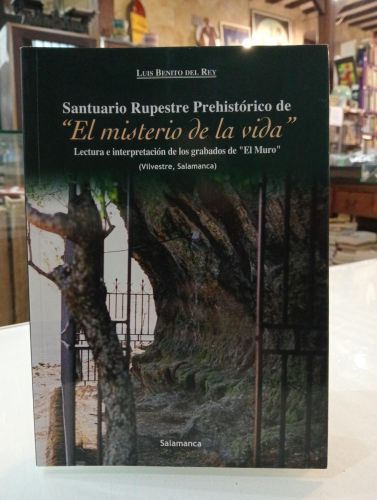 LUIS BENITO DEL REY
Santuario Rupestre Prehistórico de
"El misterio de la vida"
Lectura e interpretación de los grabados de "El Muro"
(Vilvestre, Salamanca)
Salamanca